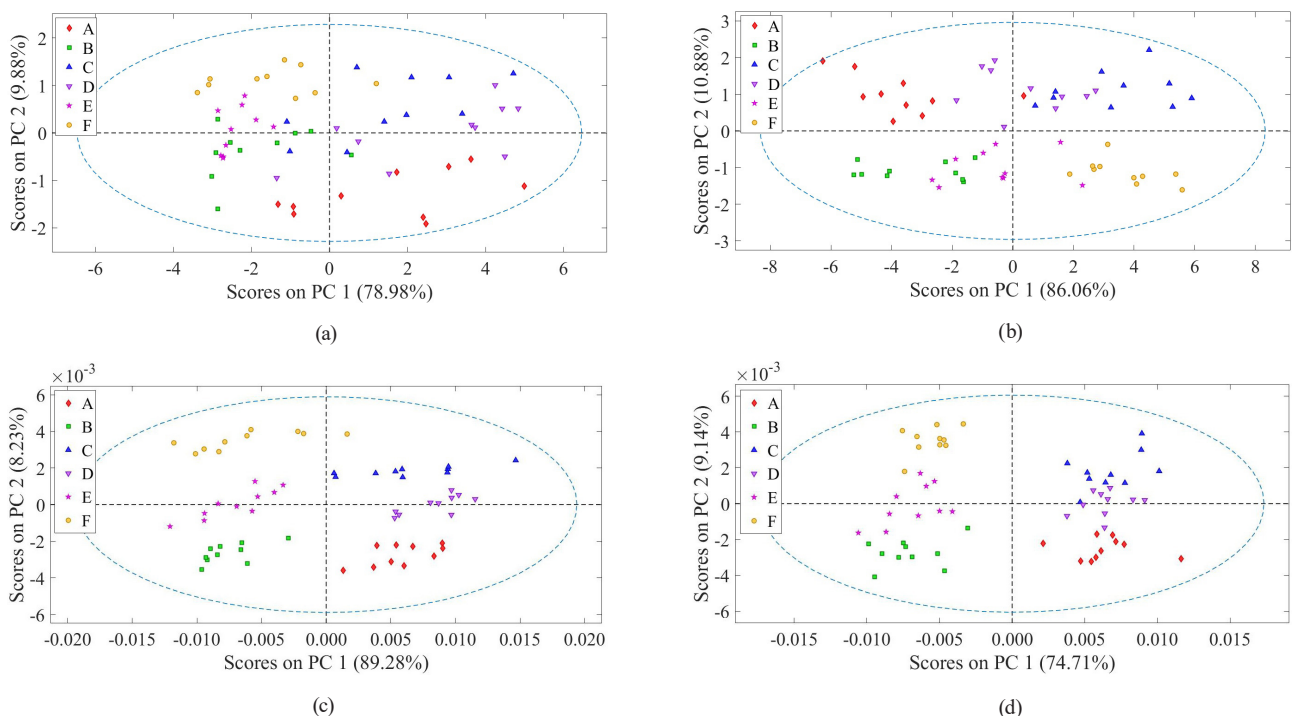 A
B
C
D
E
F
Scores on PC 2 (9.88%)
2
1
0
-1
-2
-6
-4
-2
0
2
4
6
Scores on PC 1 (78.98%)
(a)
A
B
C
D
E
F
Scores on PC 2 (10.88%)
3
2
1
0
-1
-2
-3
-8
-6
-4
-2
0
2
4
6
8
Scores on PC 1 (86.06%)
(b)
×10-3
A
B
C
D
E
F
Scores on PC 2 (8.23%)
6
4
2
0
-2
-4
-6
-0.020
-0.015
-0.010
-0.005
0.000
0.005
0.010
0.015
0.020
Scores on PC 1 (89.28%)
(c)
×10-3
A
B
C
D
E
F
Scores on PC 2 (9.14%)
6
4
2
0
-2
-4
-6
-0.015
-0.010
-0.005
0.000
0.005
0.010
0.015
Scores on PC 1 (74.71%)
(d)